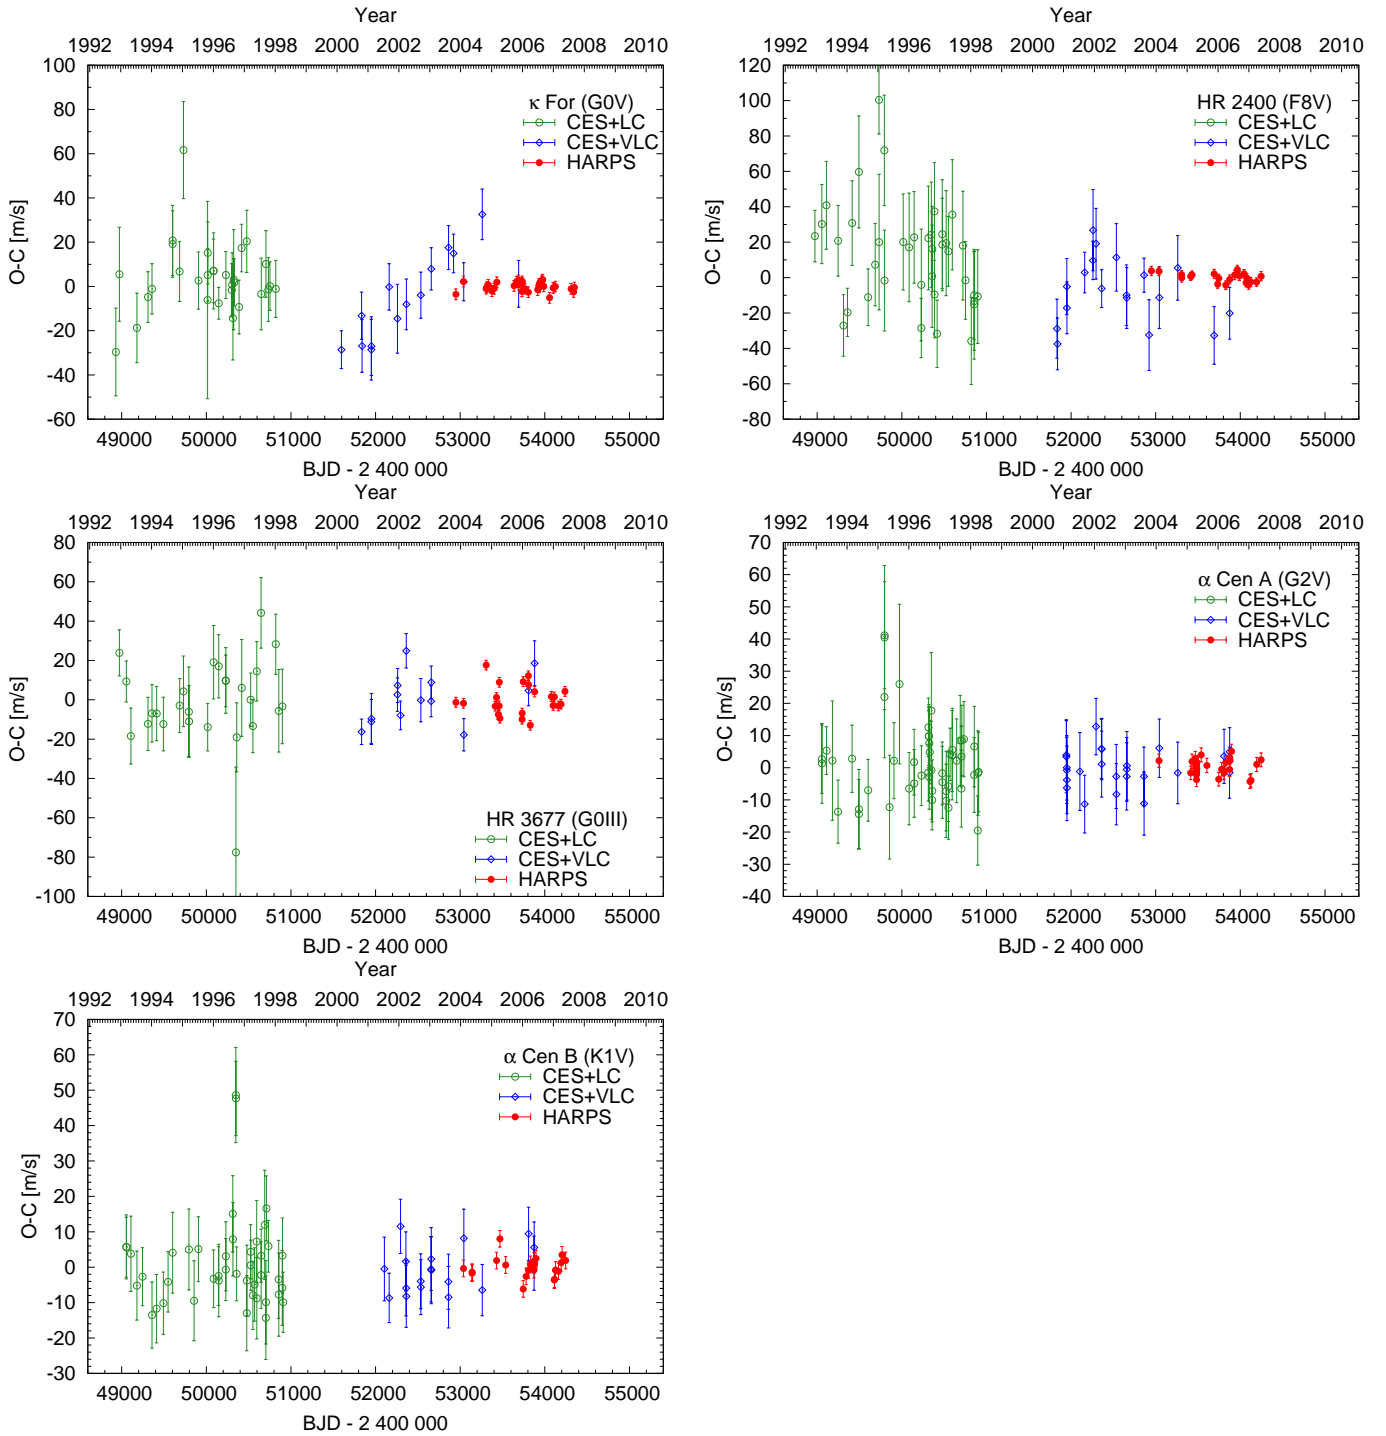 Year
1992 1994 1996 1998 2000 2002 2004 2006 2008 2010
100
80
60
40
20
0
-20
-40
-60
O-C [m/s]
κ For (G0V)
CES+LC
CES+VLC
HARPS
49000 50000 51000 52000 53000 54000 55000
BJD - 2 400 000
Year
1992 1994 1996 1998 2000 2002 2004 2006 2008 2010
120
100
80
60
40
20
0
-20
-40
-60
-80
O-C [m/s]
HR 2400 (F8V)
CES+LC
CES+VLC
HARPS
49000 50000 51000 52000 53000 54000 55000
BJD - 2 400 000
Year
1992 1994 1996 1998 2000 2002 2004 2006 2008 2010
80
60
40
20
0
-20
-40
-60
-80
-100
O-C [m/s]
HR 3677 (G0III)
CES+LC
CES+VLC
HARPS
49000 50000 51000 52000 53000 54000 55000
BJD - 2 400 000
Year
1992 1994 1996 1998 2000 2002 2004 2006 2008 2010
70
60
50
40
30
20
10
0
-10
-20
-30
-40
O-C [m/s]
α Cen A (G2V)
CES+LC
CES+VLC
HARPS
49000 50000 51000 52000 53000 54000 55000
BJD - 2 400 000
Year
1992 1994 1996 1998 2000 2002 2004 2006 2008 2010
70
60
50
40
30
20
10
0
-10
-20
-30
O-C [m/s]
α Cen B (K1V)
CES+LC
CES+VLC
HARPS
49000 50000 51000 52000 53000 54000 55000
BJD - 2 400 000